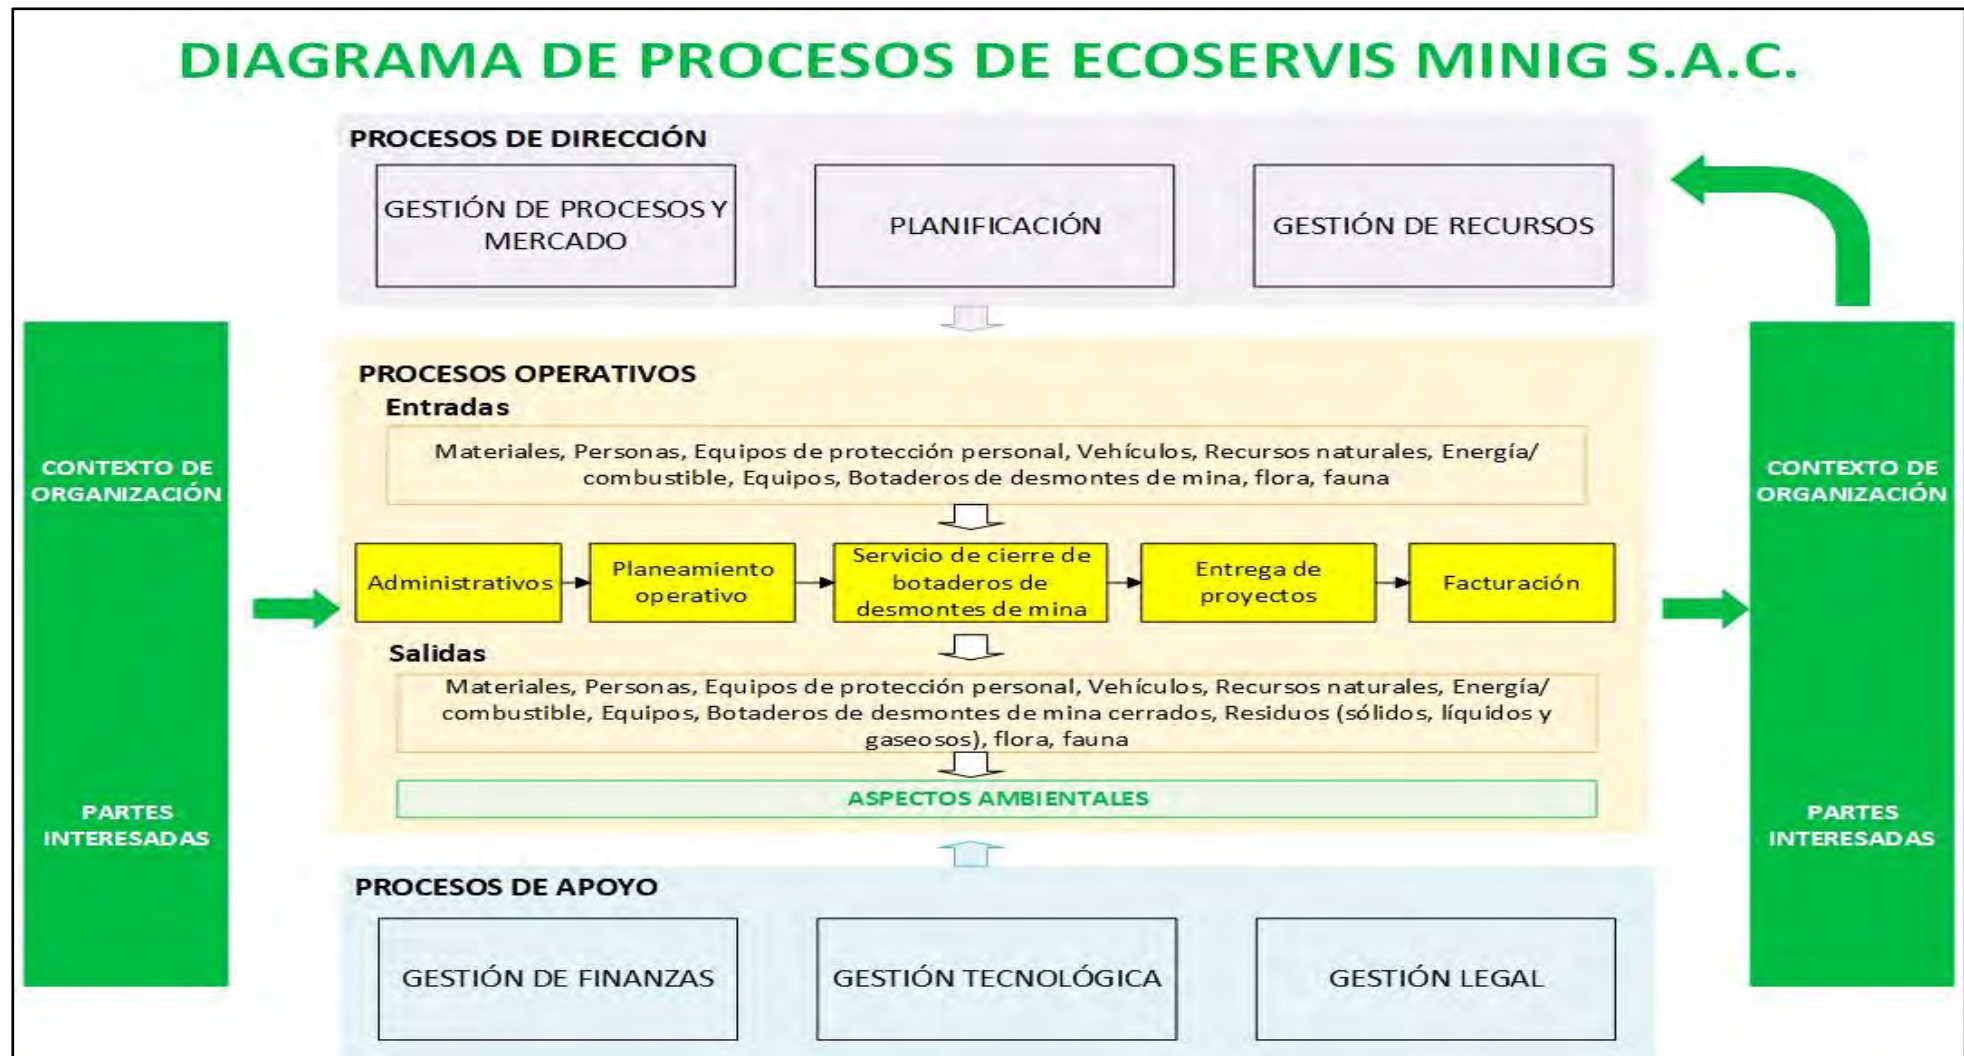 DIAGRAMA DE PROCESOS DE ECOSERVIS MINIG S.A.C.
PROCESOS DE DIRECCIÓN
GESTIÓN DE PROCESOS Y
MERCADO
PLANIFICACIÓN
GESTIÓN DE RECURSOS
CONTEXTO DE
ORGANIZACIÓN
PARTES
INTERESADAS
PROCESOS OPERATIVOS
Entradas
Materiales, Personas, Equipos de protección personal, Vehículos, Recursos naturales, Energía/
combustible, Equipos, Botaderos de desmontes de mina, flora, fauna
Administrativos
Planeamiento
operativo
Servicio de cierre de
botaderos de
desmontes de mina
Entrega de
proyectos
Facturación
Salidas
Materiales, Personas, Equipos de protección personal, Vehículos, Recursos naturales, Energía/
combustible, Equipos, Botaderos de desmontes de mina cerrados, Residuos (sólidos, líquidos y
gaseosos), flora, fauna
ASPECTOS AMBIENTALES
CONTEXTO DE
ORGANIZACIÓN
PARTES
INTERESADAS
PROCESOS DE APOYO
GESTIÓN DE FINANZAS
GESTIÓN TECNOLÓGICA
GESTIÓN LEGAL